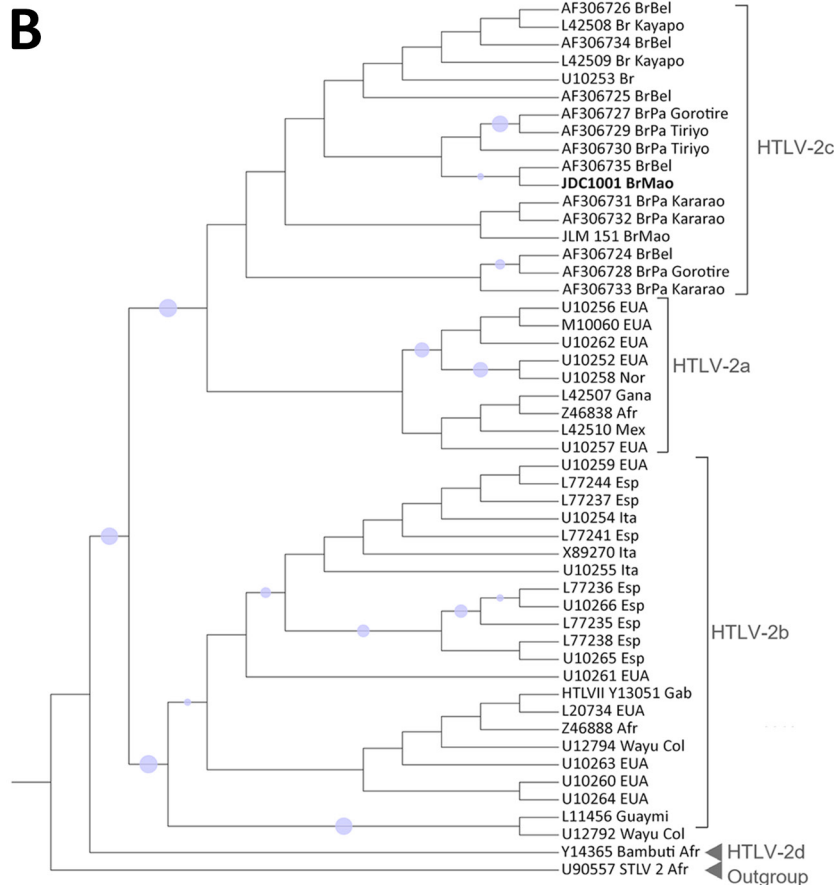 B
AF306726 BrBel
L42508 Br Kayapo
AF306734 BrBel
L42509 Br Kayapo
U10253 Br
AF306725 BrBel
AF306727 BrPa Gorotire
AF306729 BrPa Tiriyo
AF306730 BrPa Tiriyo
AF306735 BrBel
JDC1001 BrMao
AF306731 BrPa Kararao
AF306732 BrPa Kararao
JLM 151 BrMao
AF306724 BrBel
AF306728 BrPa Gorotire
AF306733 BrPa Kararao
HTLV-2c
U10256 EUA
M10060 EUA
U10262 EUA
U10252 EUA
U10258 Nor
L42507 Gana
Z46838 Afr
L42510 Mex
U10257 EUA
HTLV-2a
U10259 EUA
L77244 Esp
L77237 Esp
U10254 Ita
L77241 Esp
X89270 Ita
U10255 Ita
L77236 Esp
U10266 Esp
L77235 Esp
L77238 Esp
U10265 Esp
U10261 EUA
HTLVII Y13051 Gab
L20734 EUA
Z46888 Afr
U12794 Wayu Col
U10263 EUA
U10260 EUA
U10264 EUA
L11456 Guaymi
U12792 Wayu Col
HTLV-2b
Y14365 Bambuti Afr
HTLV-2d
U90557 STLV 2 Afr
Outgroup